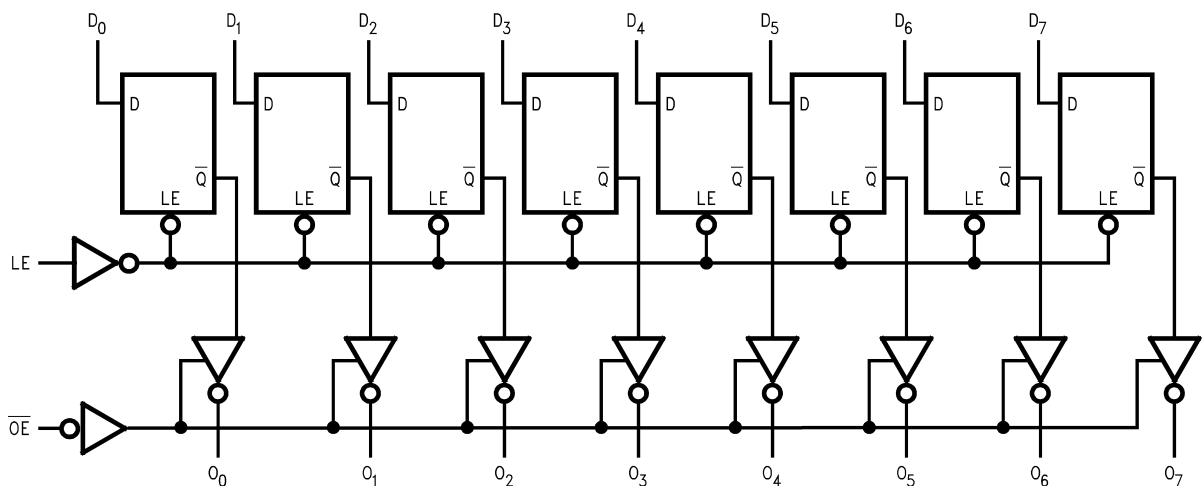 D₀ D₁ D₂ D₃ D₄ D₅ D₆ D₇
D D D D D D D D
Q̅ Q̅ Q̅ Q̅ Q̅ Q̅ Q̅ Q̅
LE LE LE LE LE LE LE LE
LE
O̅E̅
O₀ O₁ O₂ O₃ O₄ O₅ O₆ O₇